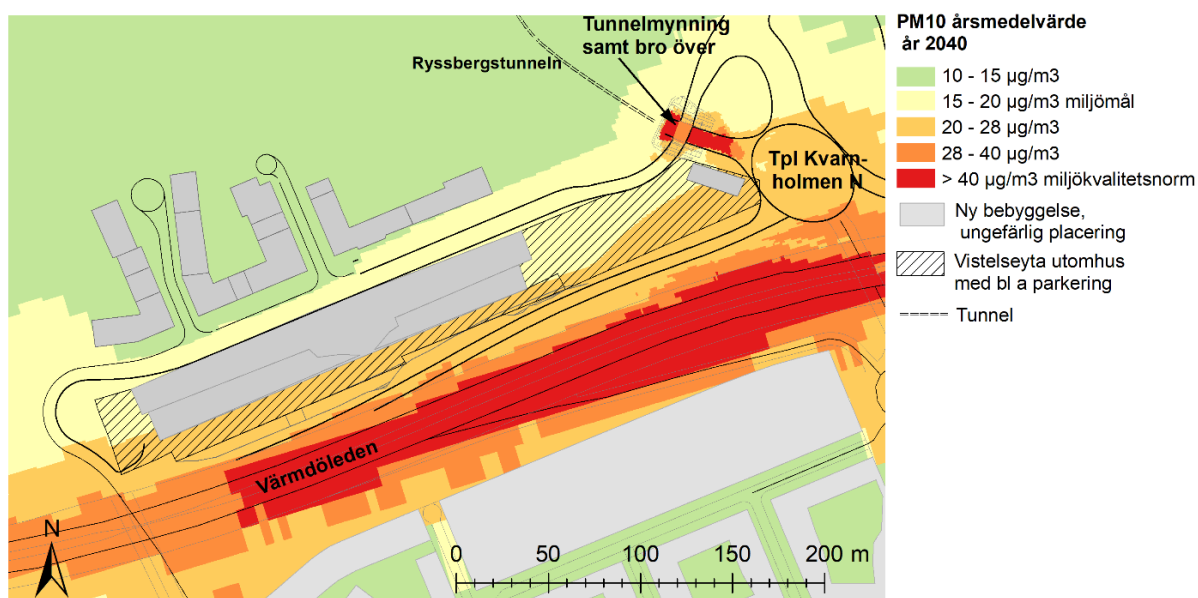 Tunnelmynning
samt bro över
Ryssbergstunneln
Tpl Kvarn-
holmen N
Värmdöleden
N
0 50 100 150 200 m
PM10 årsmedelvärde
år 2040
10 - 15 µg/m3
15 - 20 µg/m3 miljömål
20 - 28 µg/m3
28 - 40 µg/m3
> 40 µg/m3 miljökvalitetsnorm
Ny bebyggelse,
ungefärlig placering
Vistelseyta utomhus
med bl a parkering
Tunnel